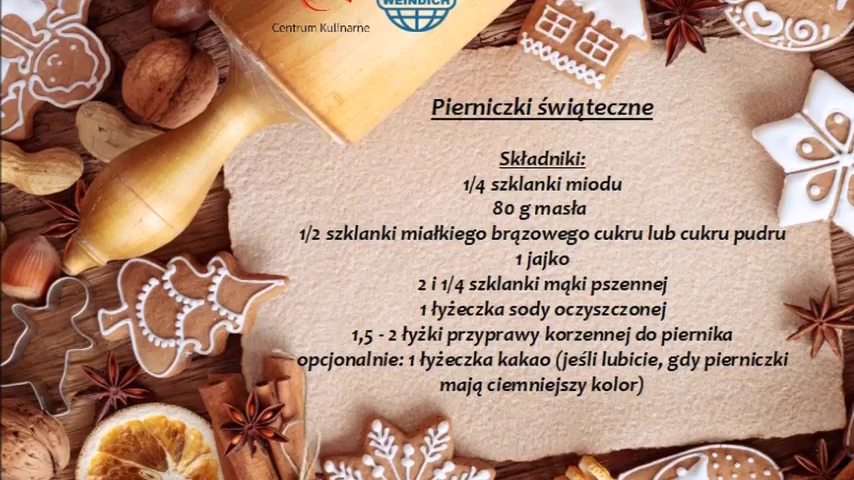 WEINDICH
Centrum Kulinarne
Pierniczki świąteczne
Składniki:
1/4 szklanki miodu
80 g masła
1/2 szklanki miałkiego brązowego cukru lub cukru pudru
1 jajko
2 i 1/4 szklanki mąki pszennej
1 łyżeczka sody oczyszczonej
1,5 - 2 łyżki przyprawy korzennej do piernika
opcjonalnie: 1 łyżeczka kakao (jeśli lubicie, gdy pierniczki
mają ciemniejszy kolor)